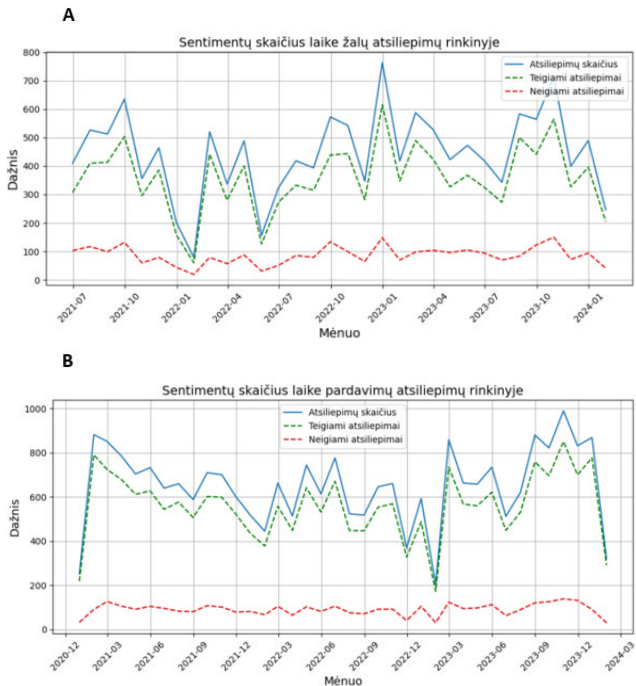 A
Sentimentų skaičius laike žalų atsiliepimų rinkinyje
Atsiliepimų skaičius
Teigiami atsiliepimai
Neigiami atsiliepimai
Dažnis
800
700
600
500
400
300
200
100
0
2021-07
2021-10
2022-01
2022-04
2022-07
2022-10
2023-01
2023-04
2023-07
2023-10
2024-01
Mėnuo
B
Sentimentų skaičius laike pardavimų atsiliepimų rinkinyje
Atsiliepimų skaičius
Teigiami atsiliepimai
Neigiami atsiliepimai
Dažnis
1000
800
600
400
200
0
2020-12
2021-03
2021-06
2021-09
2021-12
2022-03
2022-06
2022-09
2022-12
2023-03
2023-06
2023-09
2023-12
2024-03
Mėnuo